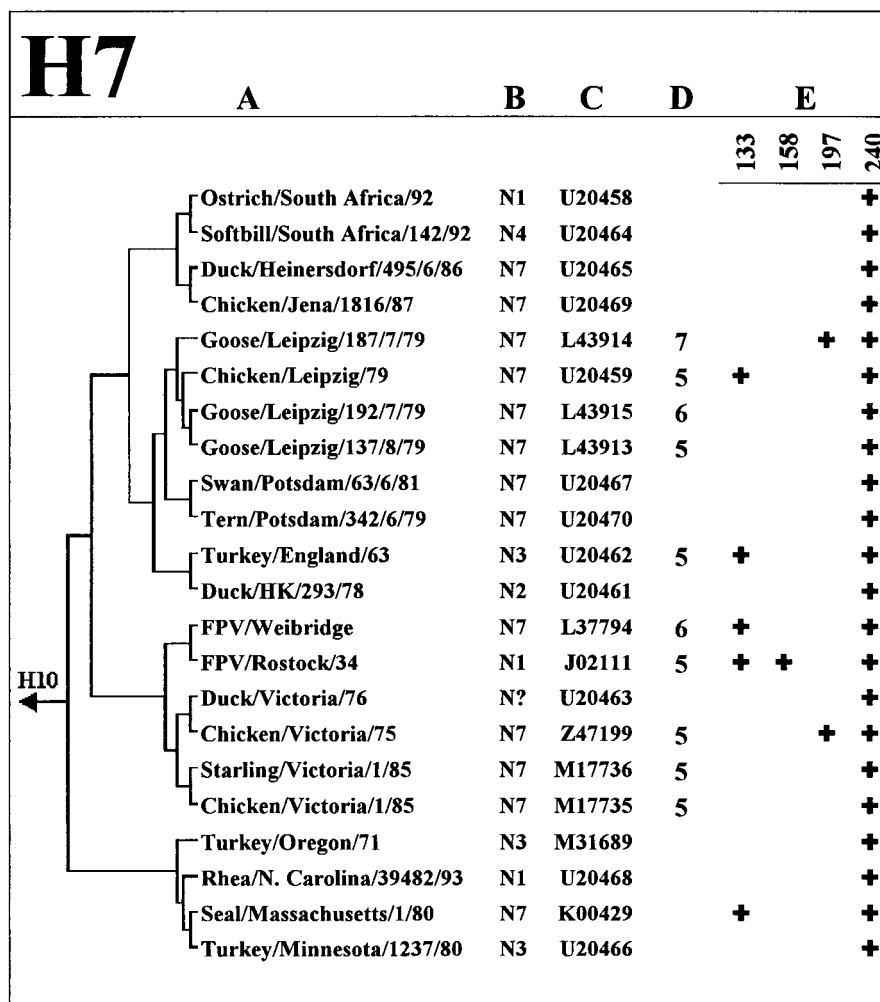 H7
A B C D E
133 158 197 240
Ostrich/South Africa/92 N1 U20458 +
Softbill/South Africa/142/92 N4 U20464 +
Duck/Heinersdorf/495/6/86 N7 U20465 +
Chicken/Jena/1816/87 N7 U20469 +
Goose/Leipzig/187/7/79 N7 L43914 7 + +
Chicken/Leipzig/79 N7 U20459 5 + +
Goose/Leipzig/192/7/79 N7 L43915 6 +
Goose/Leipzig/137/8/79 N7 L43913 5 +
Swan/Potsdam/63/6/81 N7 U20467 +
Tern/Potsdam/342/6/79 N7 U20470 +
Turkey/England/63 N3 U20462 5 + +
Duck/HK/293/78 N2 U20461 +
FPV/Weibridge N7 L37794 6 + +
FPV/Rostock/34 N1 J02111 5 + + +
H10
Duck/Victoria/76 N? U20463 +
Chicken/Victoria/75 N7 Z47199 5 + +
Starling/Victoria/1/85 N7 M17736 5 +
Chicken/Victoria/1/85 N7 M17735 5 +
Turkey/Oregon/71 N3 M31689 +
Rhea/N. Carolina/39482/93 N1 U20468 +
Seal/Massachusetts/1/80 N7 K00429 + +
Turkey/Minnesota/1237/80 N3 U20466 +